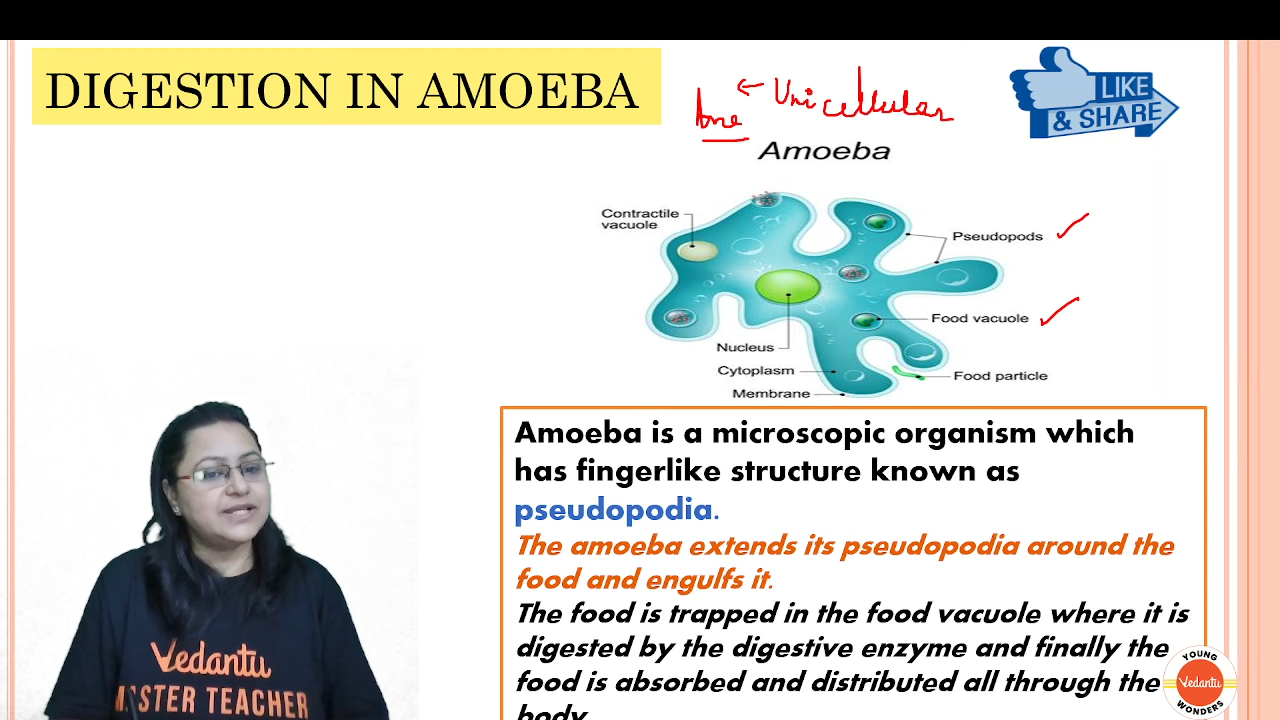 DIGESTION IN AMOEBA
Ame ← Unicellular
LIKE
& SHARE
Amoeba
Contractile
vacuole
Pseudopods
Food vacuole
Nucleus
Cytoplasm
Food particle
Membrane
Amoeba is a microscopic organism which
has fingerlike structure known as
pseudopodia.
The amoeba extends its pseudopodia around the
food and engulfs it.
The food is trapped in the food vacuole where it is
digested by the digestive enzyme and finally the
food is absorbed and distributed all through the
body.
Vedantu
MASTER TEACHER
YOUNG
Vedantu
WONDERS